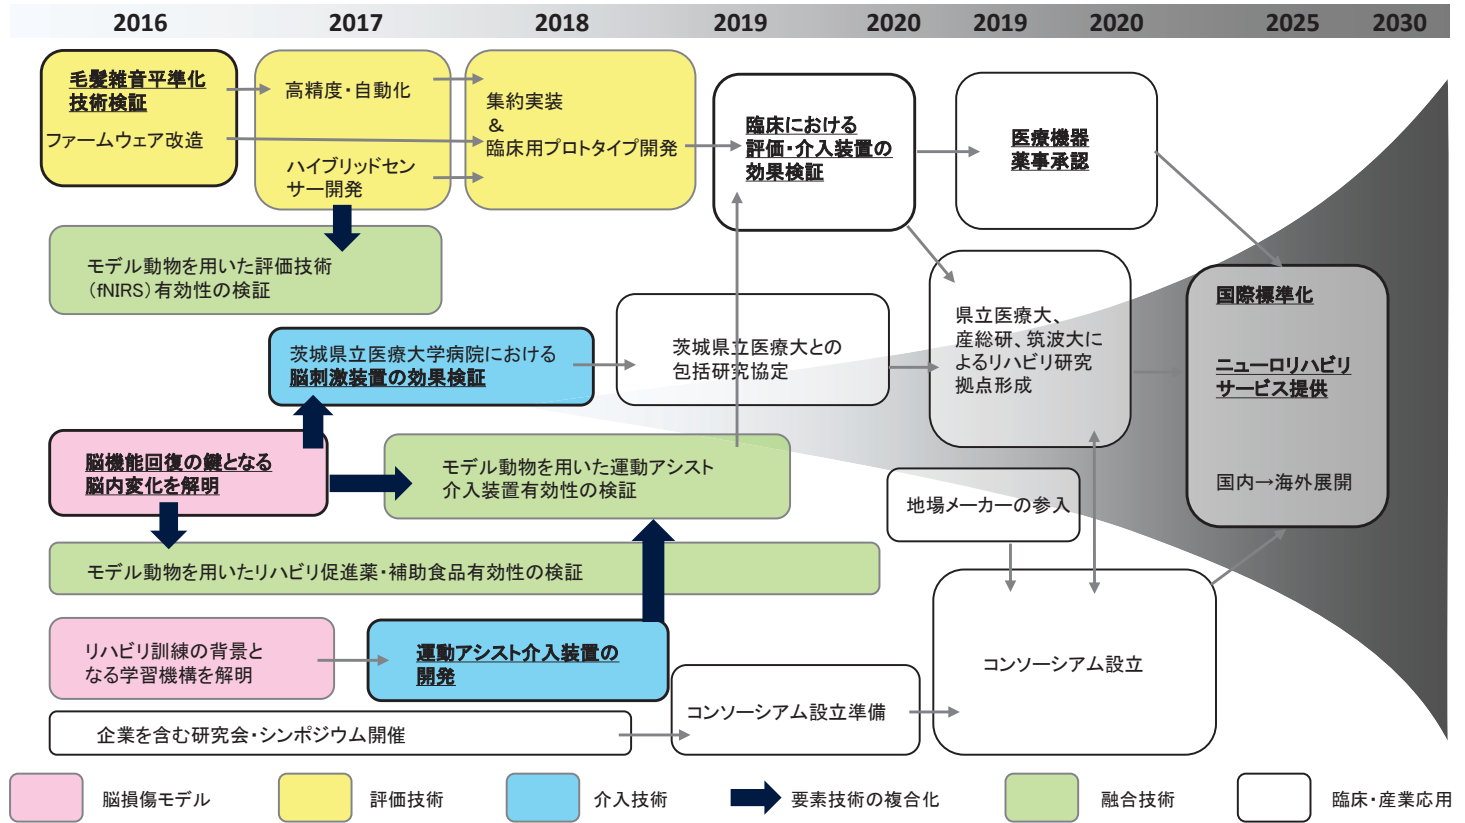 2016 2017 2018 2019 2020 2019 2020 2025 2030
毛髪雑音平準化
技術検証
ファームウェア改造
高精度・自動化
ハイブリッドセン
サー開発
集約実装
&
臨床用プロトタイプ開発
臨床における
評価・介入装置の
効果検証
医療機器
薬事承認
モデル動物を用いた評価技術
(fNIRS)有効性の検証
茨城県立医療大学病院における
脳刺激装置の効果検証
茨城県立医療大との
包括研究協定
県立医療大、
産総研、筑波大に
よるリハビリ研究
拠点形成
国際標準化
ニューロリハビリ
サービス提供
国内→海外展開
脳機能回復の鍵となる
脳内変化を解明
モデル動物を用いた運動アシスト
介入装置有効性の検証
地場メーカーの参入
モデル動物を用いたリハビリ促進薬・補助食品有効性の検証
リハビリ訓練の背景と
なる学習機構を解明
運動アシスト介入装置の
開発
コンソーシアム設立準備
コンソーシアム設立
企業を含む研究会・シンポジウム開催
脳損傷モデル
評価技術
介入技術
要素技術の複合化
融合技術
臨床・産業応用